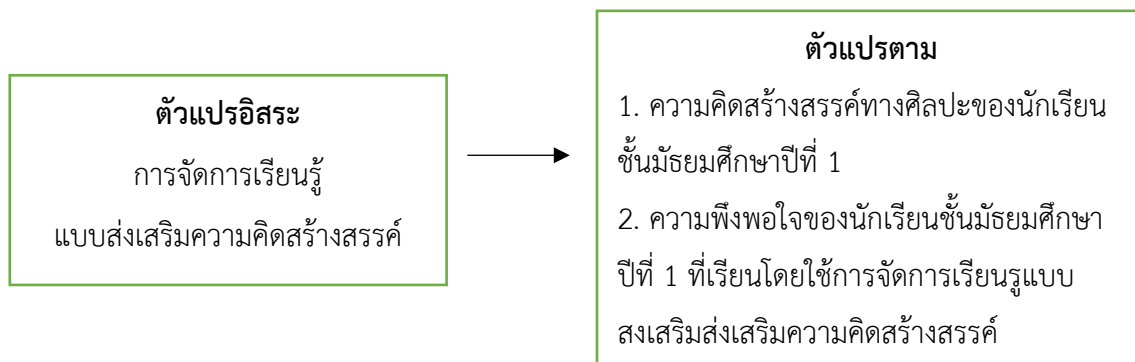 ตัวแปรอิสระ
การจัดการเรียนรู้
แบบส่งเสริมความคิดสร้างสรรค์
ตัวแปรตาม
1. ความคิดสร้างสรรค์ทางศิลปะของนักเรียน
ชั้นมัธยมศึกษาปีที่ 1
2. ความพึงพอใจของนักเรียนชั้นมัธยมศึกษา
ปีที่ 1 ที่เรียนโดยใช้การจัดการเรียนรูแบบ
สงเสริมส่งเสริมความคิดสร้างสรรค์